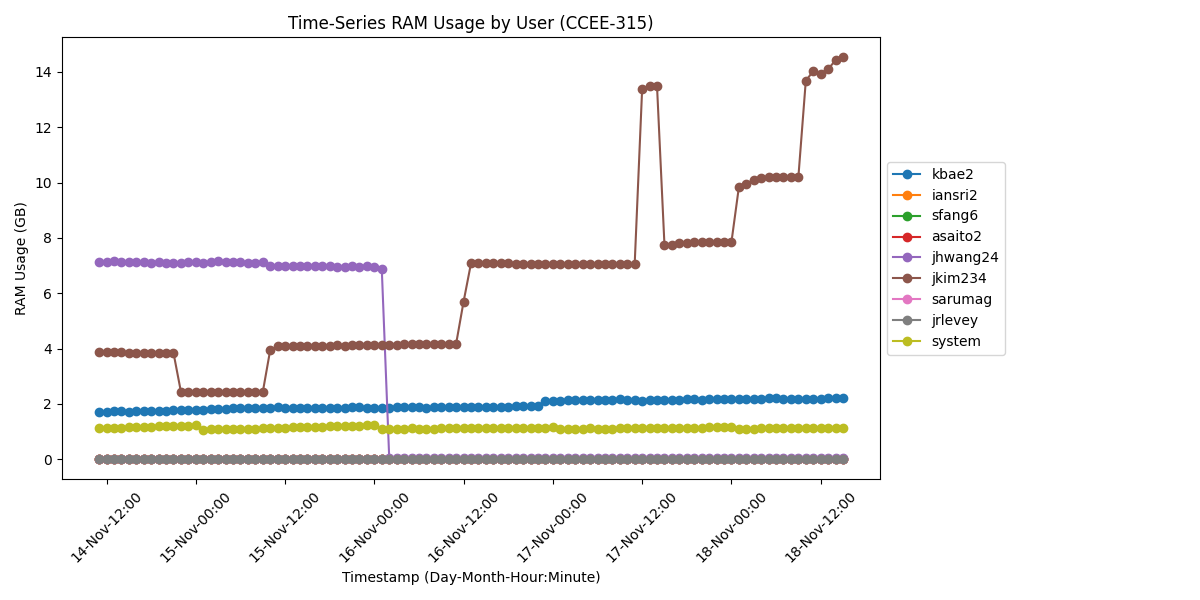 Time-Series RAM Usage by User (CCEE-315)
RAM Usage (GB)
14
12
10
8
6
4
2
0
14-Nov-12:00
15-Nov-00:00
15-Nov-12:00
16-Nov-00:00
16-Nov-12:00
17-Nov-00:00
17-Nov-12:00
18-Nov-00:00
18-Nov-12:00
Timestamp (Day-Month-Hour:Minute)
kbae2
iansri2
sfang6
asaito2
jhwang24
jkim234
sarumag
jrlevey
system